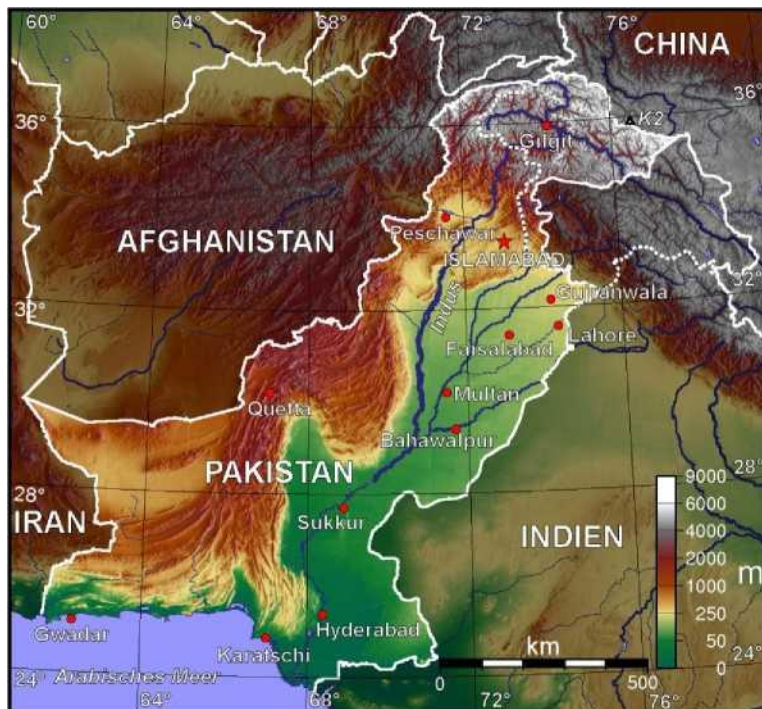 60° 64° 68° 72° 76°
CHINA
36° 36°
K2
Gilgit
Peschawar
ISLAMABAD
AFGHANISTAN
32° 32°
Indus
Gujranwala
Lahore
Faisalabad
Quetta
Multan
Bahawalpur
PAKISTAN
28° 28°
IRAN
Sukkur
INDIEN
9000
6000
4000
2000
1000
250
50
0
m
Gwadar
Hyderabad
Karatschi
km
24° Arabisches Meer 24°
0 500
64° 68° 72° 76°